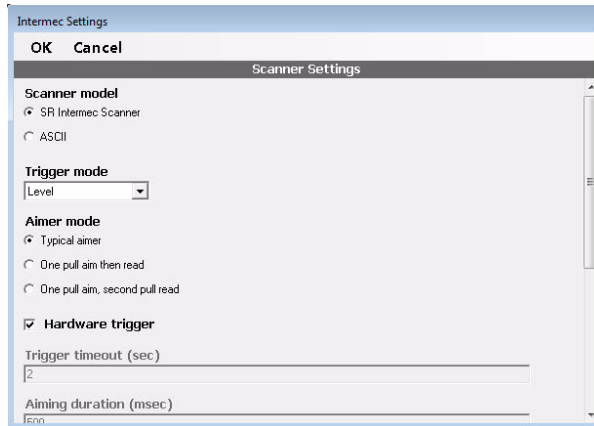 Intermec Settings
OK Cancel
Scanner Settings
Scanner model
SR Intermec Scanner
ASCII
Trigger mode
Level
Aimer mode
Typical aimer
One pull aim then read
One pull aim, second pull read
Hardware trigger
Trigger timeout (sec)
2
Aiming duration (msec)
500